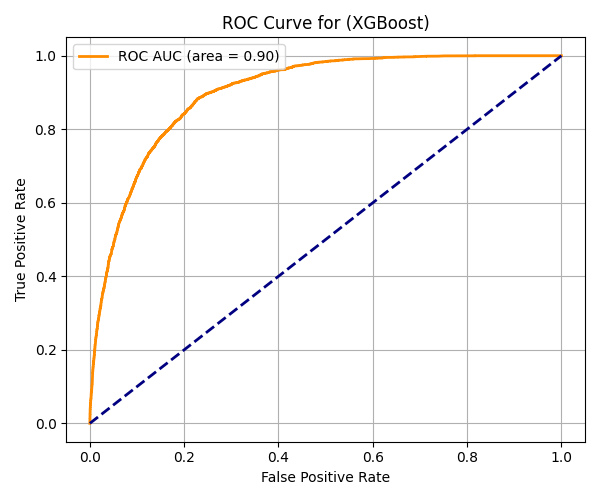 ROC Curve for (XGBoost)
ROC AUC (area = 0.90)
True Positive Rate
1.0
0.8
0.6
0.4
0.2
0.0
0.0 0.2 0.4 0.6 0.8 1.0
False Positive Rate